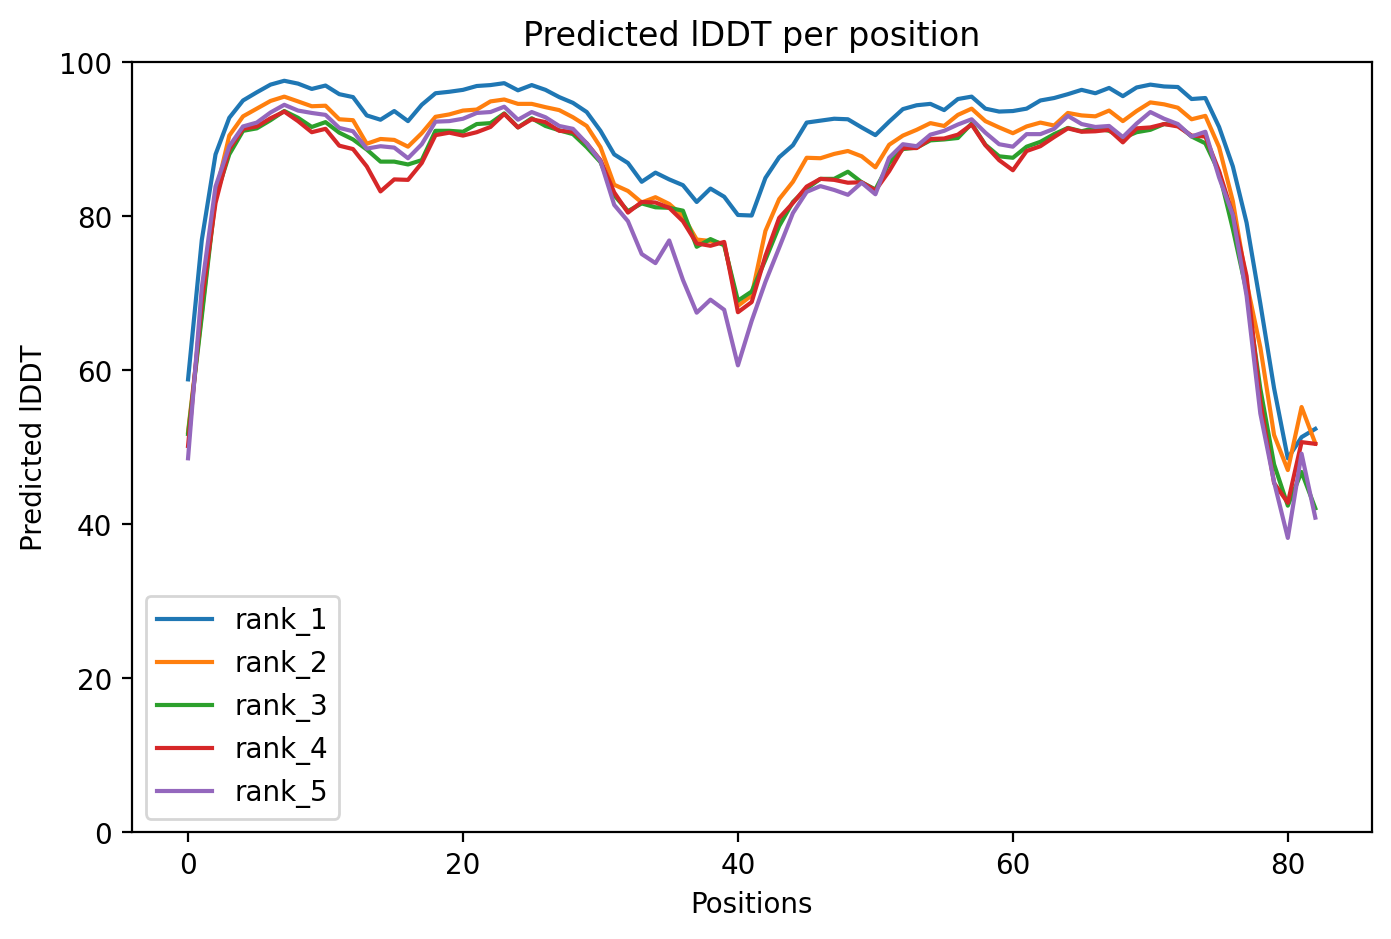 Predicted lDDT per position
100
80
60
40
20
0
Predicted lDDT
rank_1
rank_2
rank_3
rank_4
rank_5
0 20 40 60 80
Positions